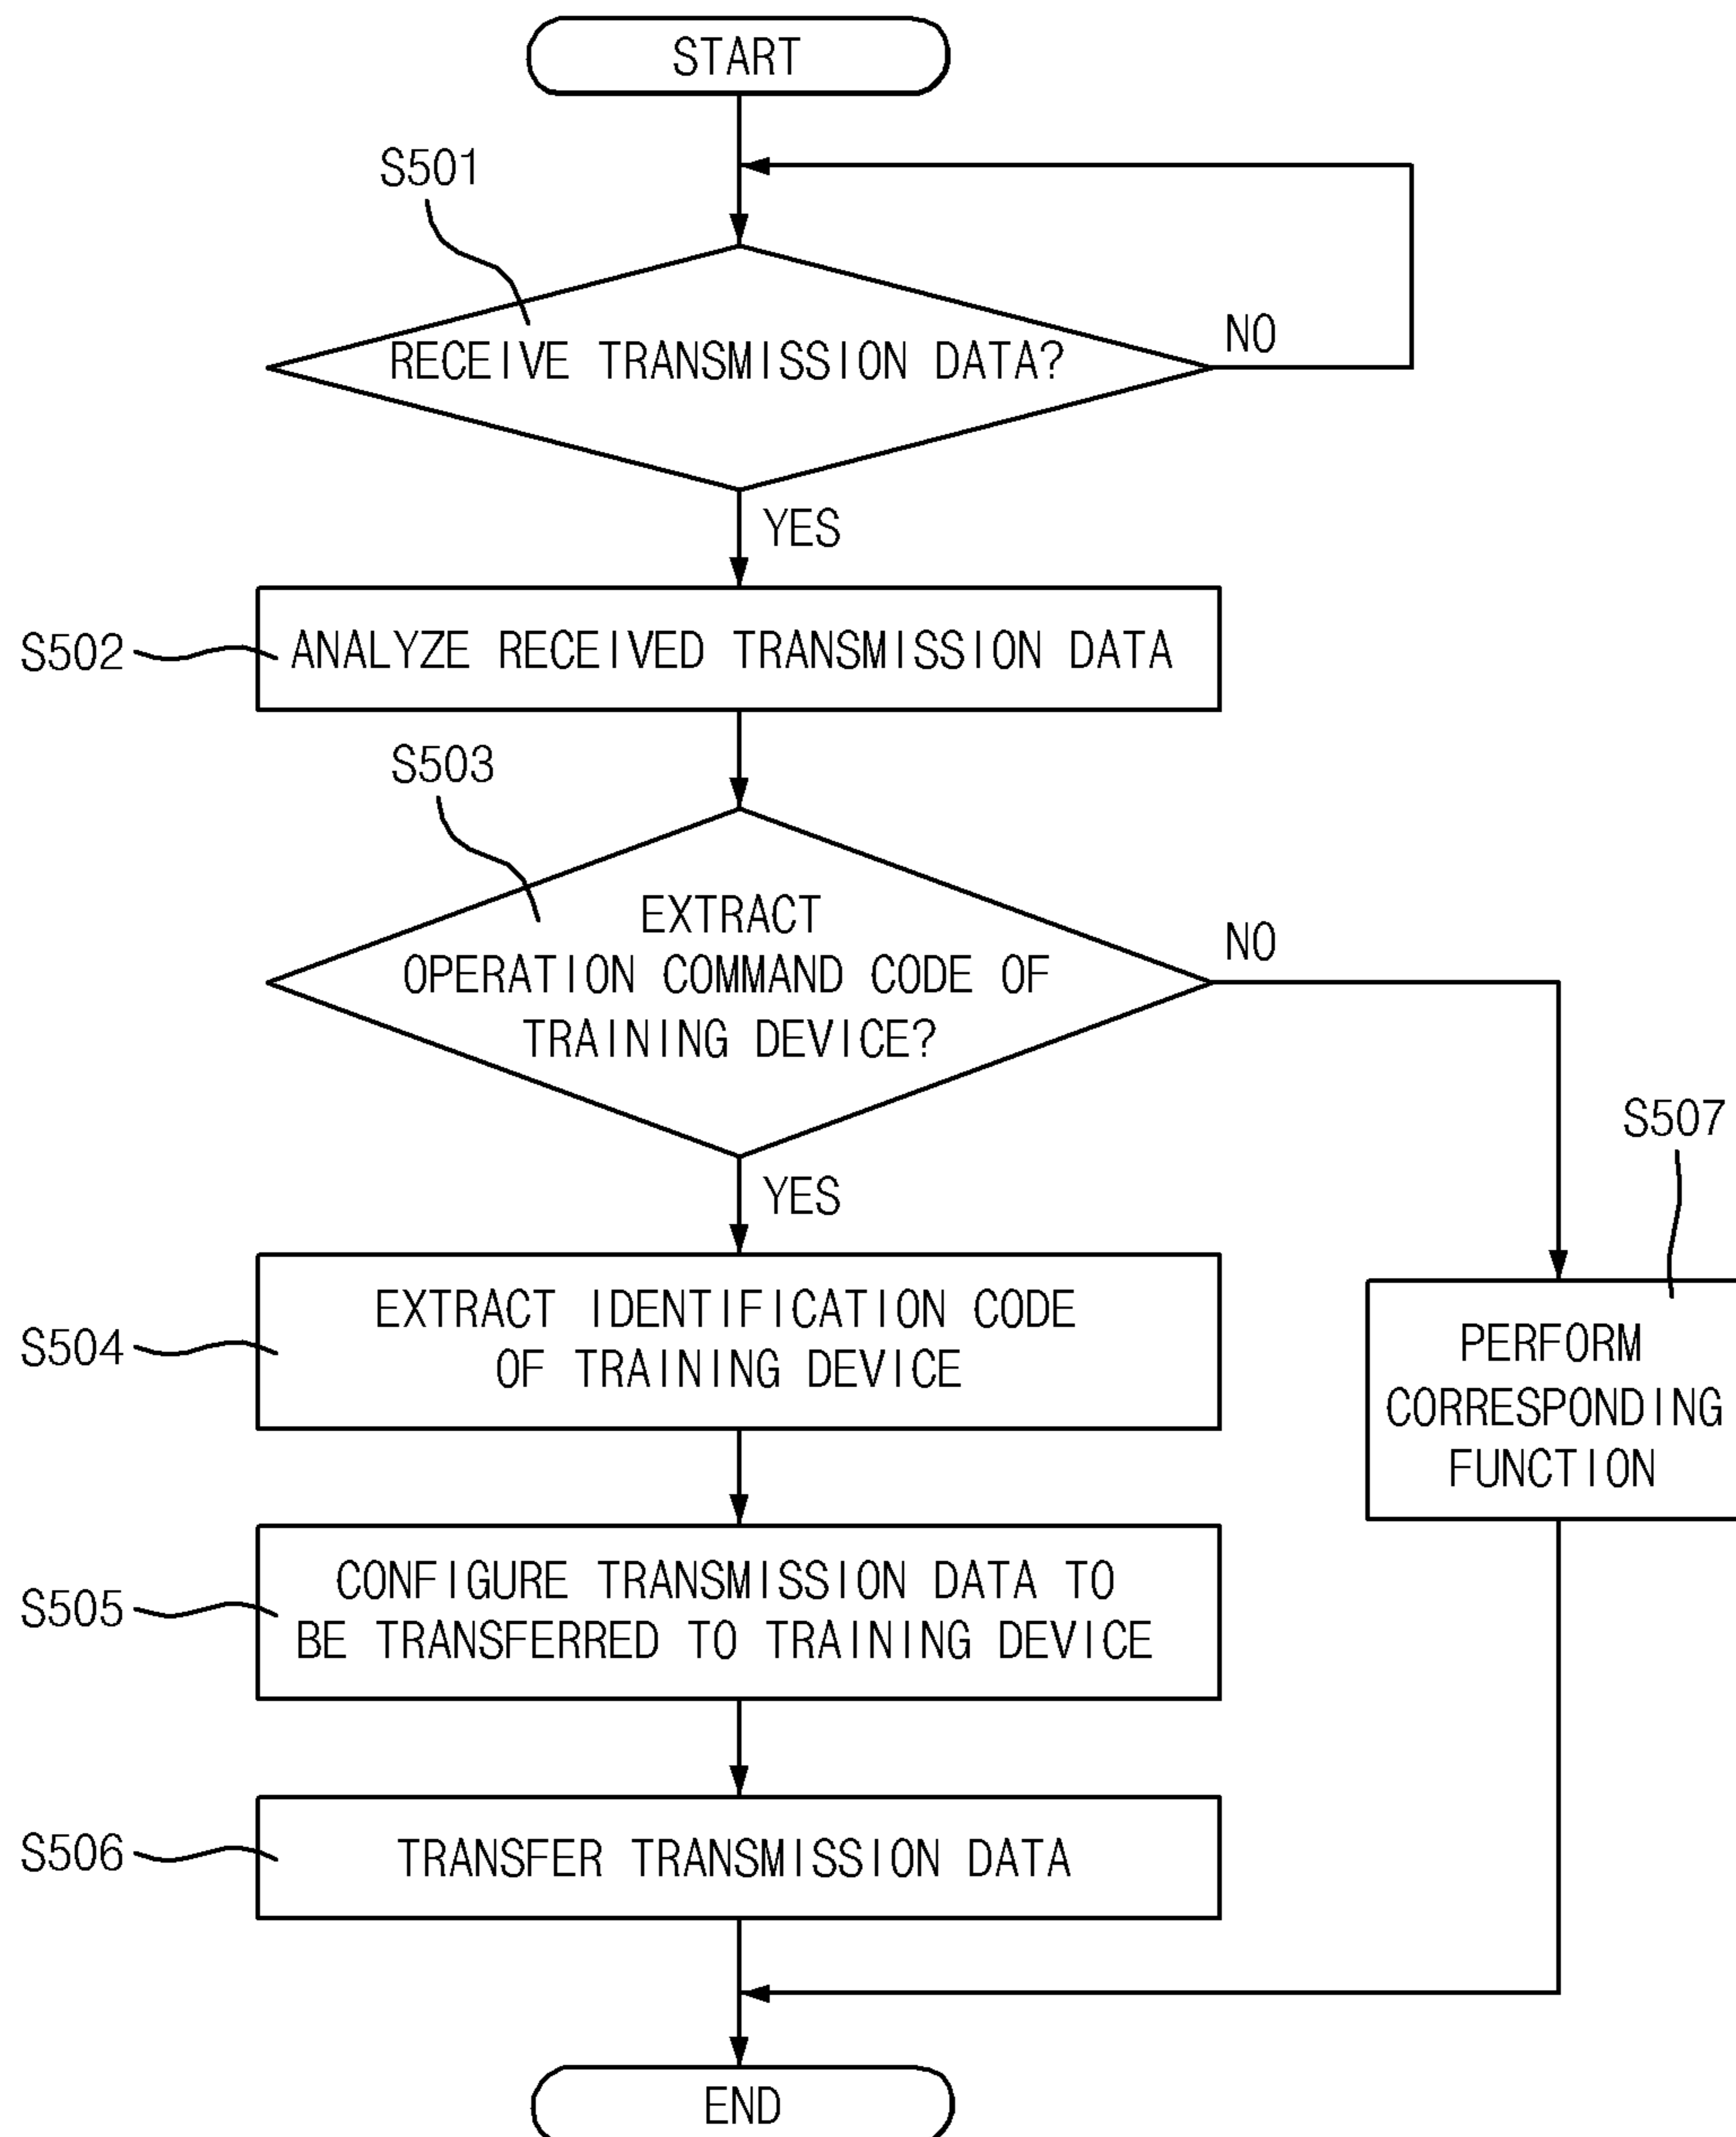 START
S501
RECEIVE TRANSMISSION DATA?
NO
YES
S502
ANALYZE RECEIVED TRANSMISSION DATA
S503
EXTRACT
OPERATION COMMAND CODE OF
TRAINING DEVICE?
NO
YES
S507
S504
EXTRACT IDENTIFICATION CODE
OF TRAINING DEVICE
PERFORM
CORRESPONDING
FUNCTION
S505
CONFIGURE TRANSMISSION DATA TO
BE TRANSFERRED TO TRAINING DEVICE
S506
TRANSFER TRANSMISSION DATA
END